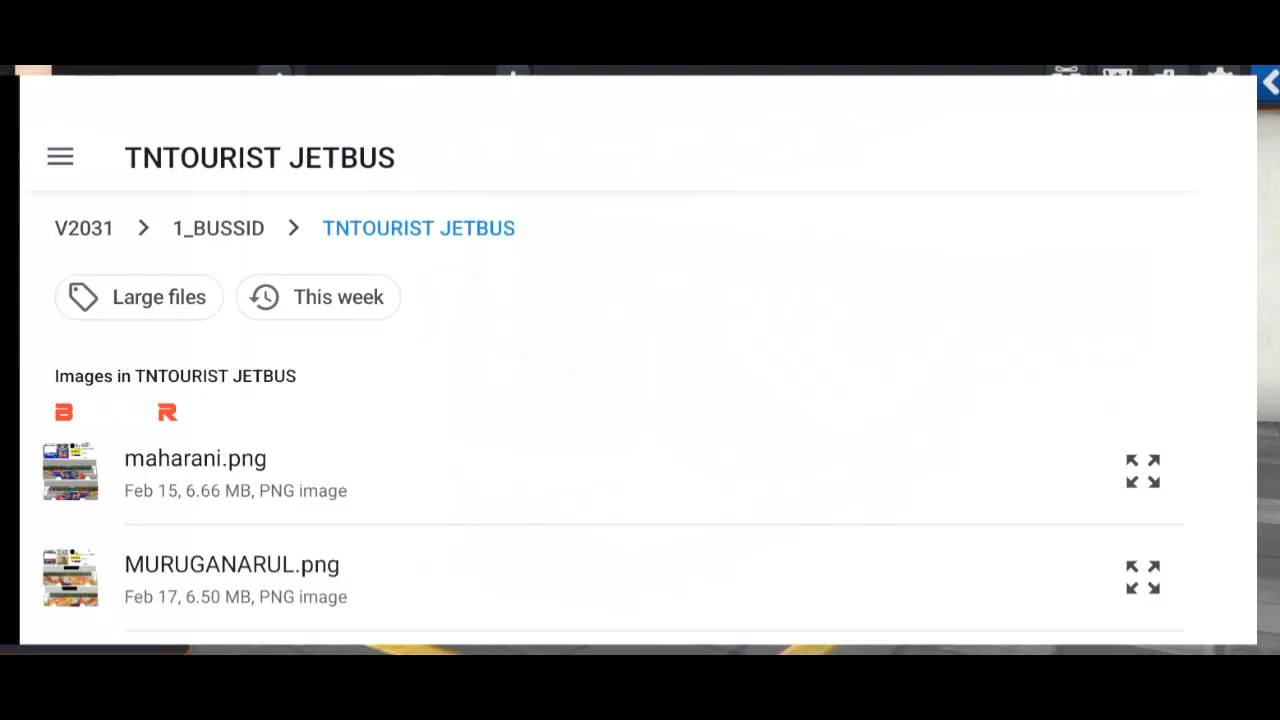 TNTOURIST JETBUS
V2031 > 1_BUSSID > TNTOURIST JETBUS
Large files
This week
Images in TNTOURIST JETBUS
B R
maharani.png
Feb 15, 6.66 MB, PNG image
MURUGANARUL.png
Feb 17, 6.50 MB, PNG image